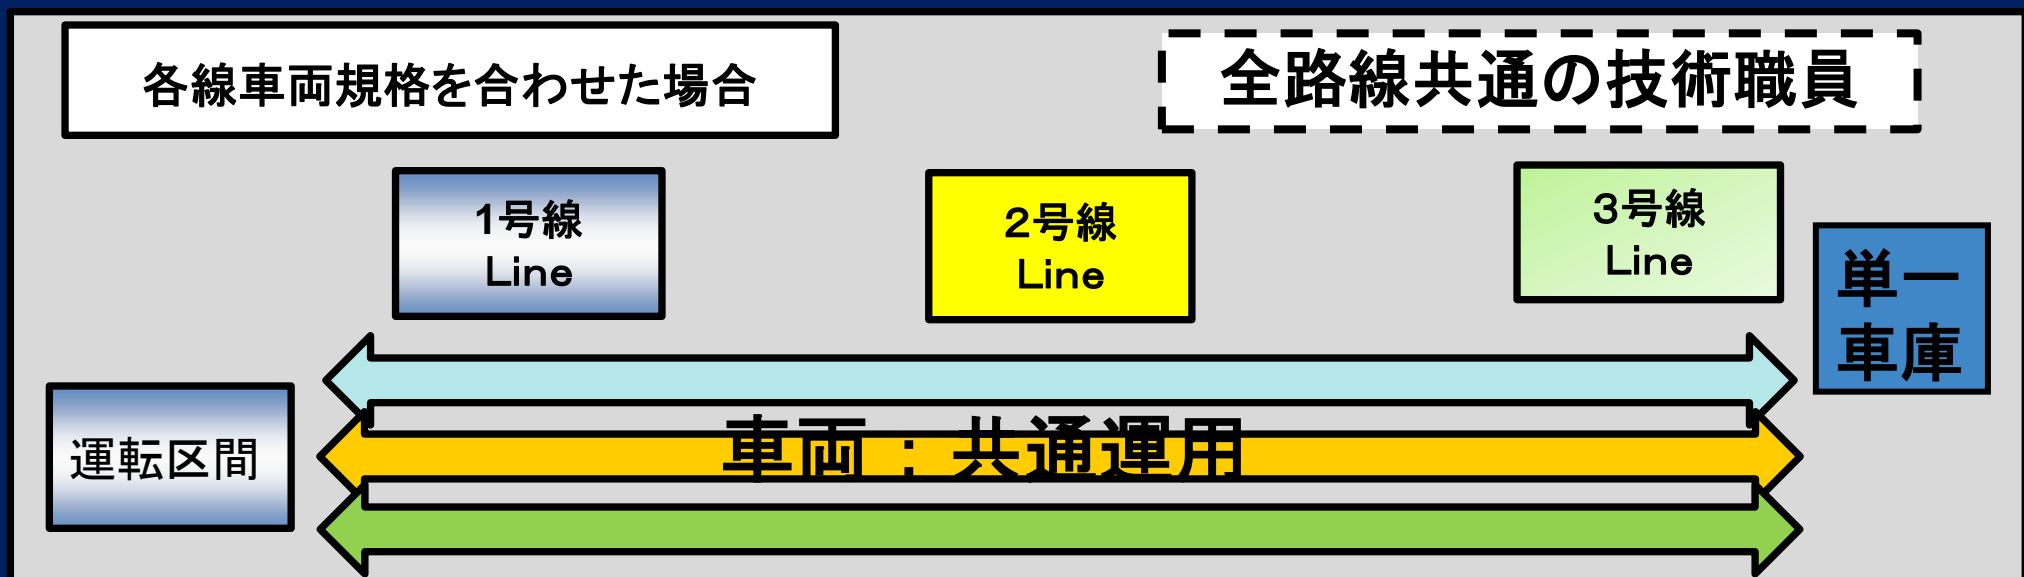 各線車両規格を合わせた場合
全路線共通の技術職員
1号線
Line
2号線
Line
3号線
Line
単一
車庫
運転区間
車両：共通運用